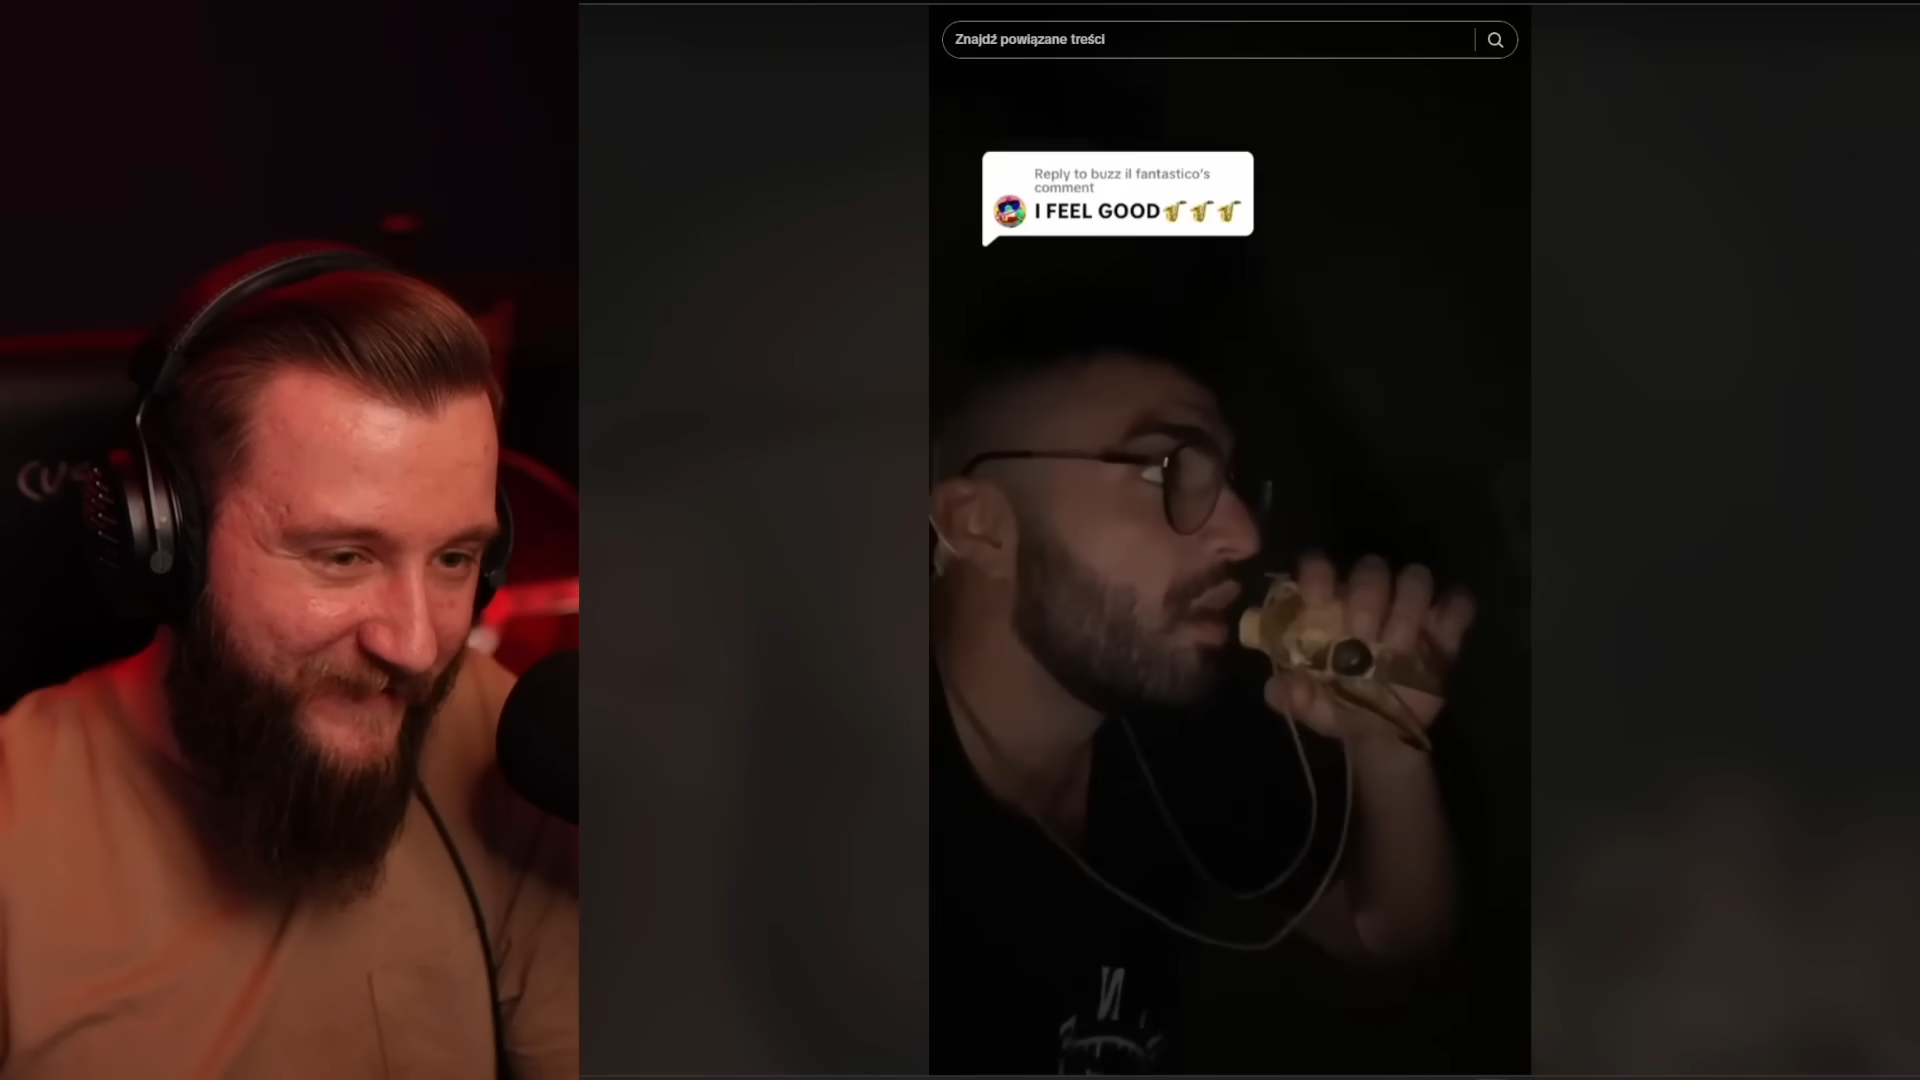 Znajdź powiązane treści
Reply to buzz il fantastico's
comment
I FEEL GOOD🎷🎷🎷